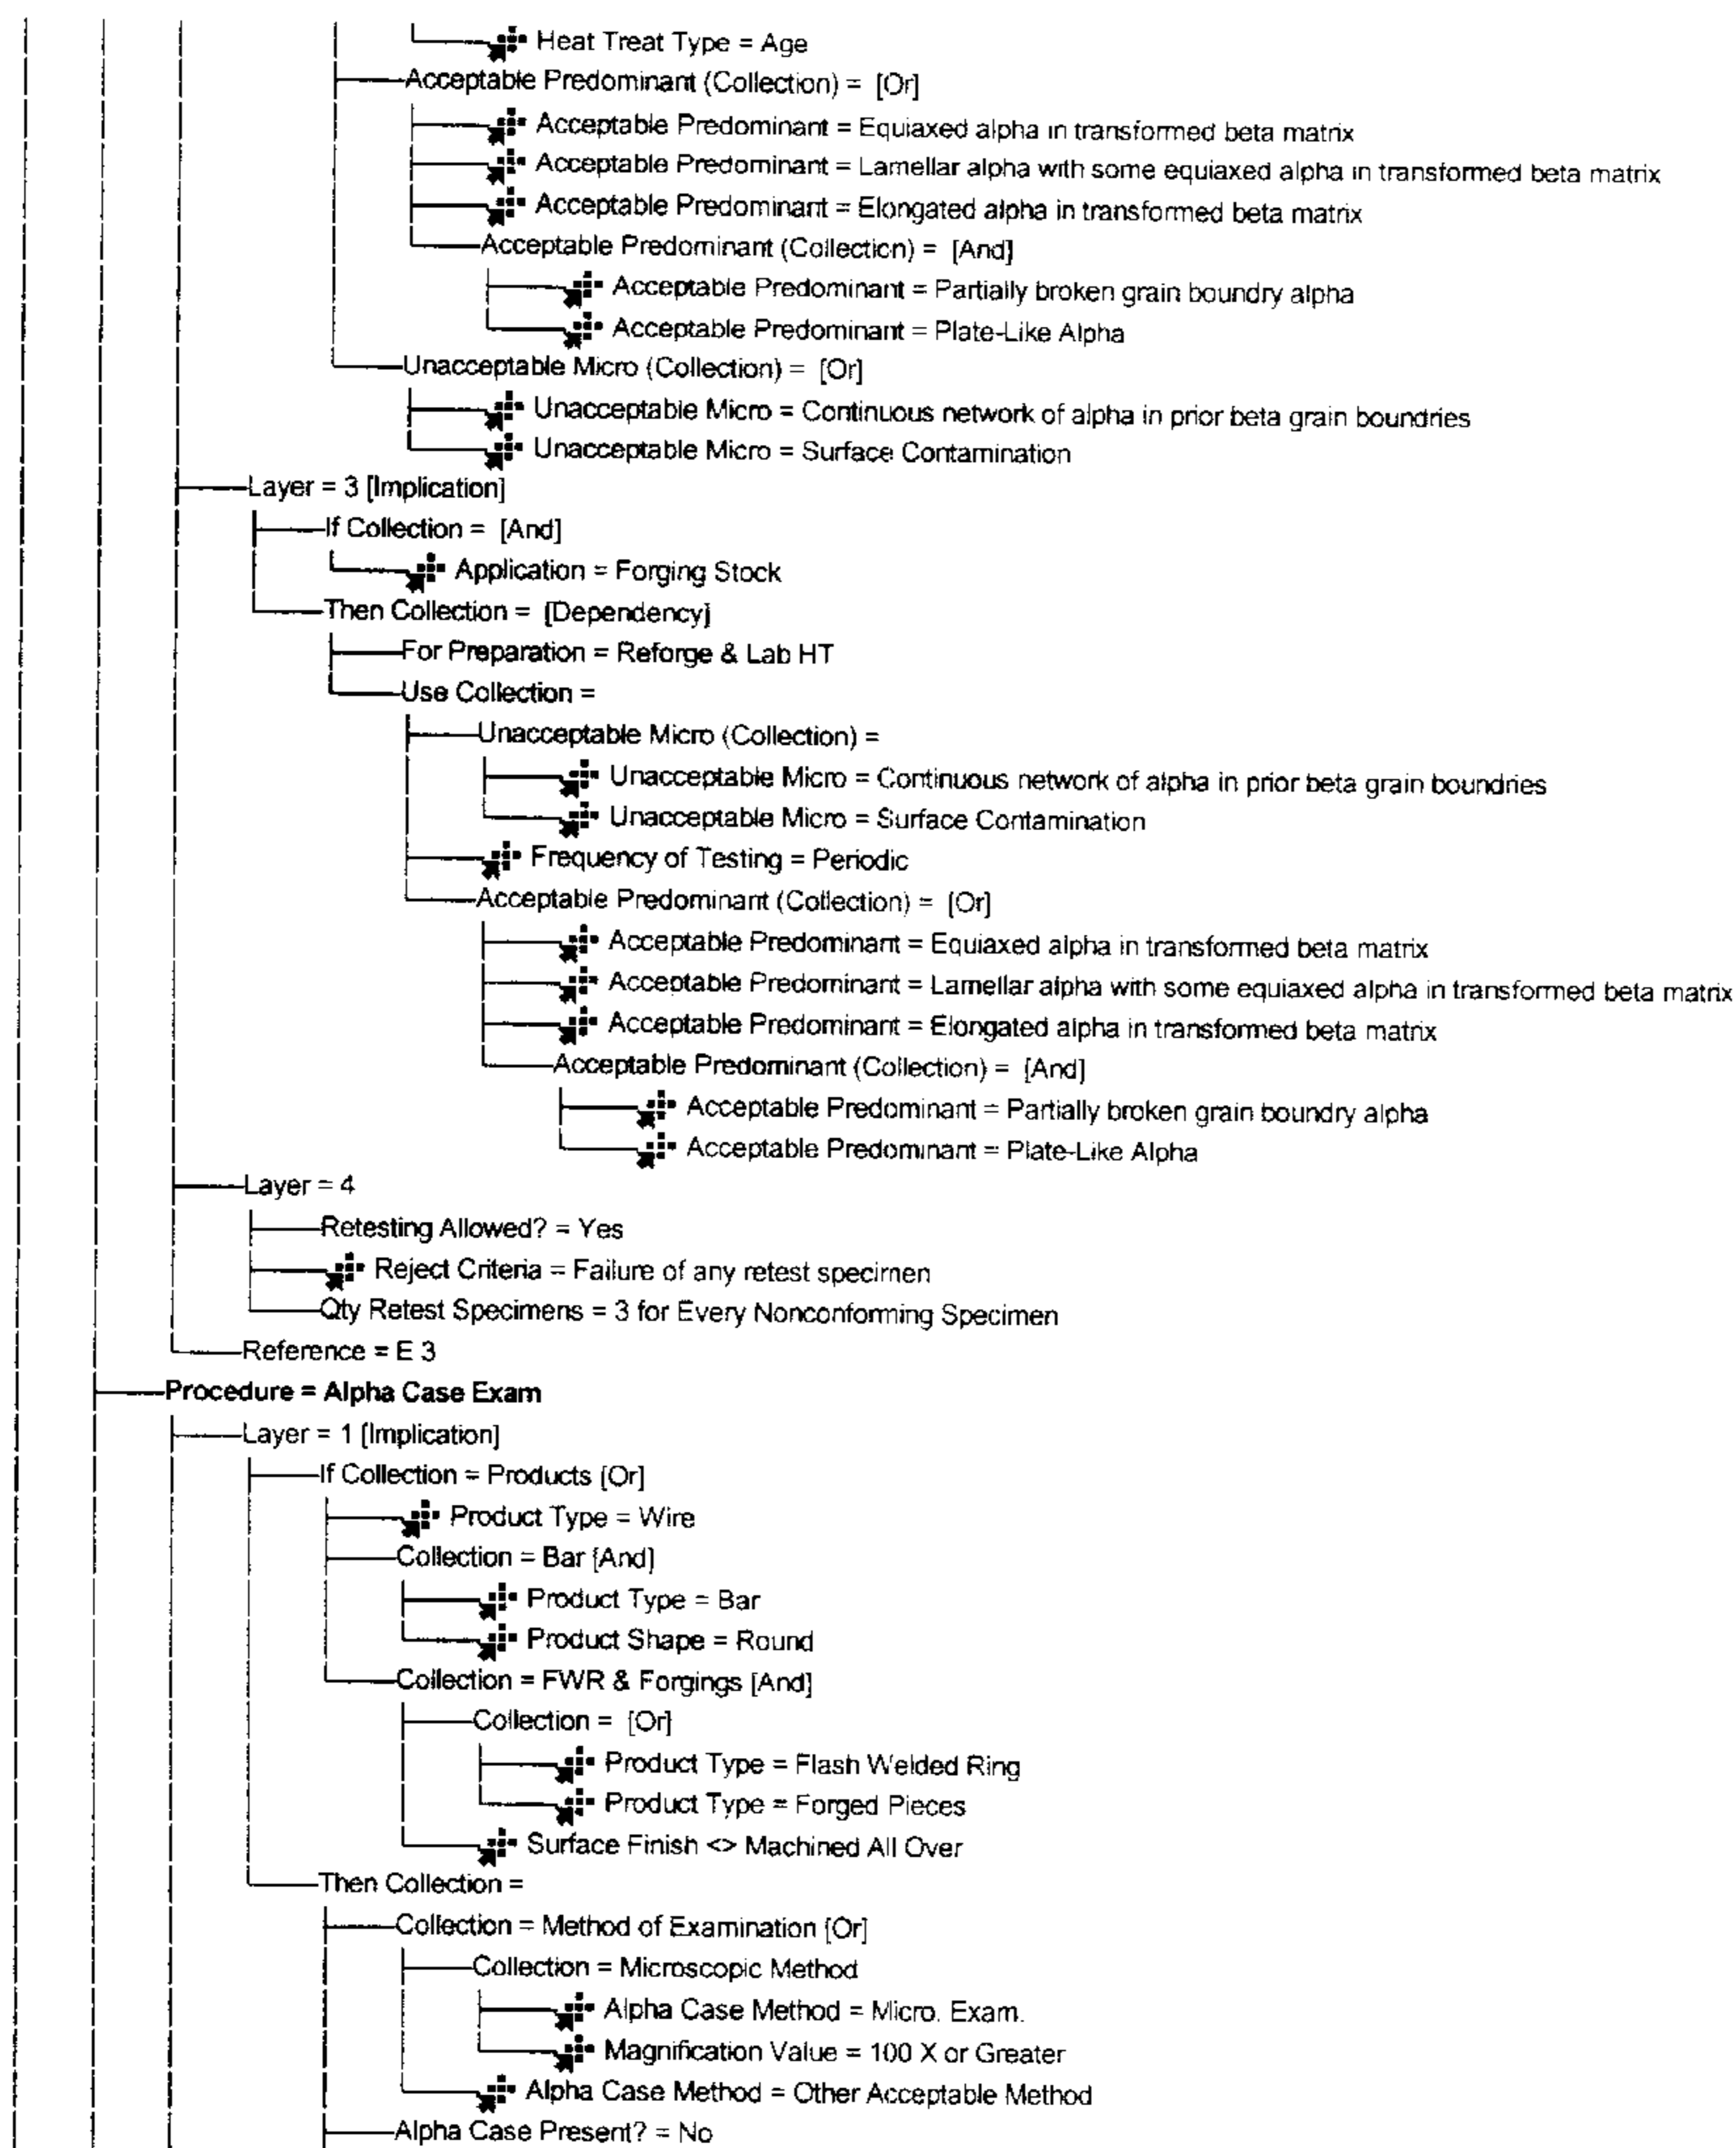 Heat Treat Type = Age
Acceptable Predominant (Collection) = [Or]
Acceptable Predominant = Equiaxed alpha in transformed beta matrix
Acceptable Predominant = Lamellar alpha with some equiaxed alpha in transformed beta matrix
Acceptable Predominant = Elongated alpha in transformed beta matrix
Acceptable Predominant (Collection) = [And]
Acceptable Predominant = Partially broken grain boundry alpha
Acceptable Predominant = Plate-Like Alpha
Unacceptable Micro (Collection) = [Or]
Unacceptable Micro = Continuous network of alpha in prior beta grain boundries
Unacceptable Micro = Surface Contamination
Layer = 3 [Implication]
If Collection = [And]
Application = Forging Stock
Then Collection = [Dependency]
For Preparation = Reforge & Lab HT
Use Collection =
Unacceptable Micro (Collection) =
Unacceptable Micro = Continuous network of alpha in prior beta grain boundries
Unacceptable Micro = Surface Contamination
Frequency of Testing = Periodic
Acceptable Predominant (Collection) = [Or]
Acceptable Predominant = Equiaxed alpha in transformed beta matrix
Acceptable Predominant = Lamellar alpha with some equiaxed alpha in transformed beta matrix
Acceptable Predominant = Elongated alpha in transformed beta matrix
Acceptable Predominant (Collection) = [And]
Acceptable Predominant = Partially broken grain boundry alpha
Acceptable Predominant = Plate-Like Alpha
Layer = 4
Retesting Allowed? = Yes
Reject Criteria = Failure of any retest specimen
Qty Retest Specimens = 3 for Every Nonconforming Specimen
Reference = E 3
Procedure = Alpha Case Exam
Layer = 1 [Implication]
If Collection = Products [Or]
Product Type = Wire
Collection = Bar [And]
Product Type = Bar
Product Shape = Round
Collection = FWR & Forgings [And]
Collection = [Or]
Product Type = Flash Welded Ring
Product Type = Forged Pieces
Surface Finish <> Machined All Over
Then Collection =
Collection = Method of Examination [Or]
Collection = Microscopic Method
Alpha Case Method = Micro. Exam.
Magnification Value = 100 X or Greater
Alpha Case Method = Other Acceptable Method
Alpha Case Present? = No